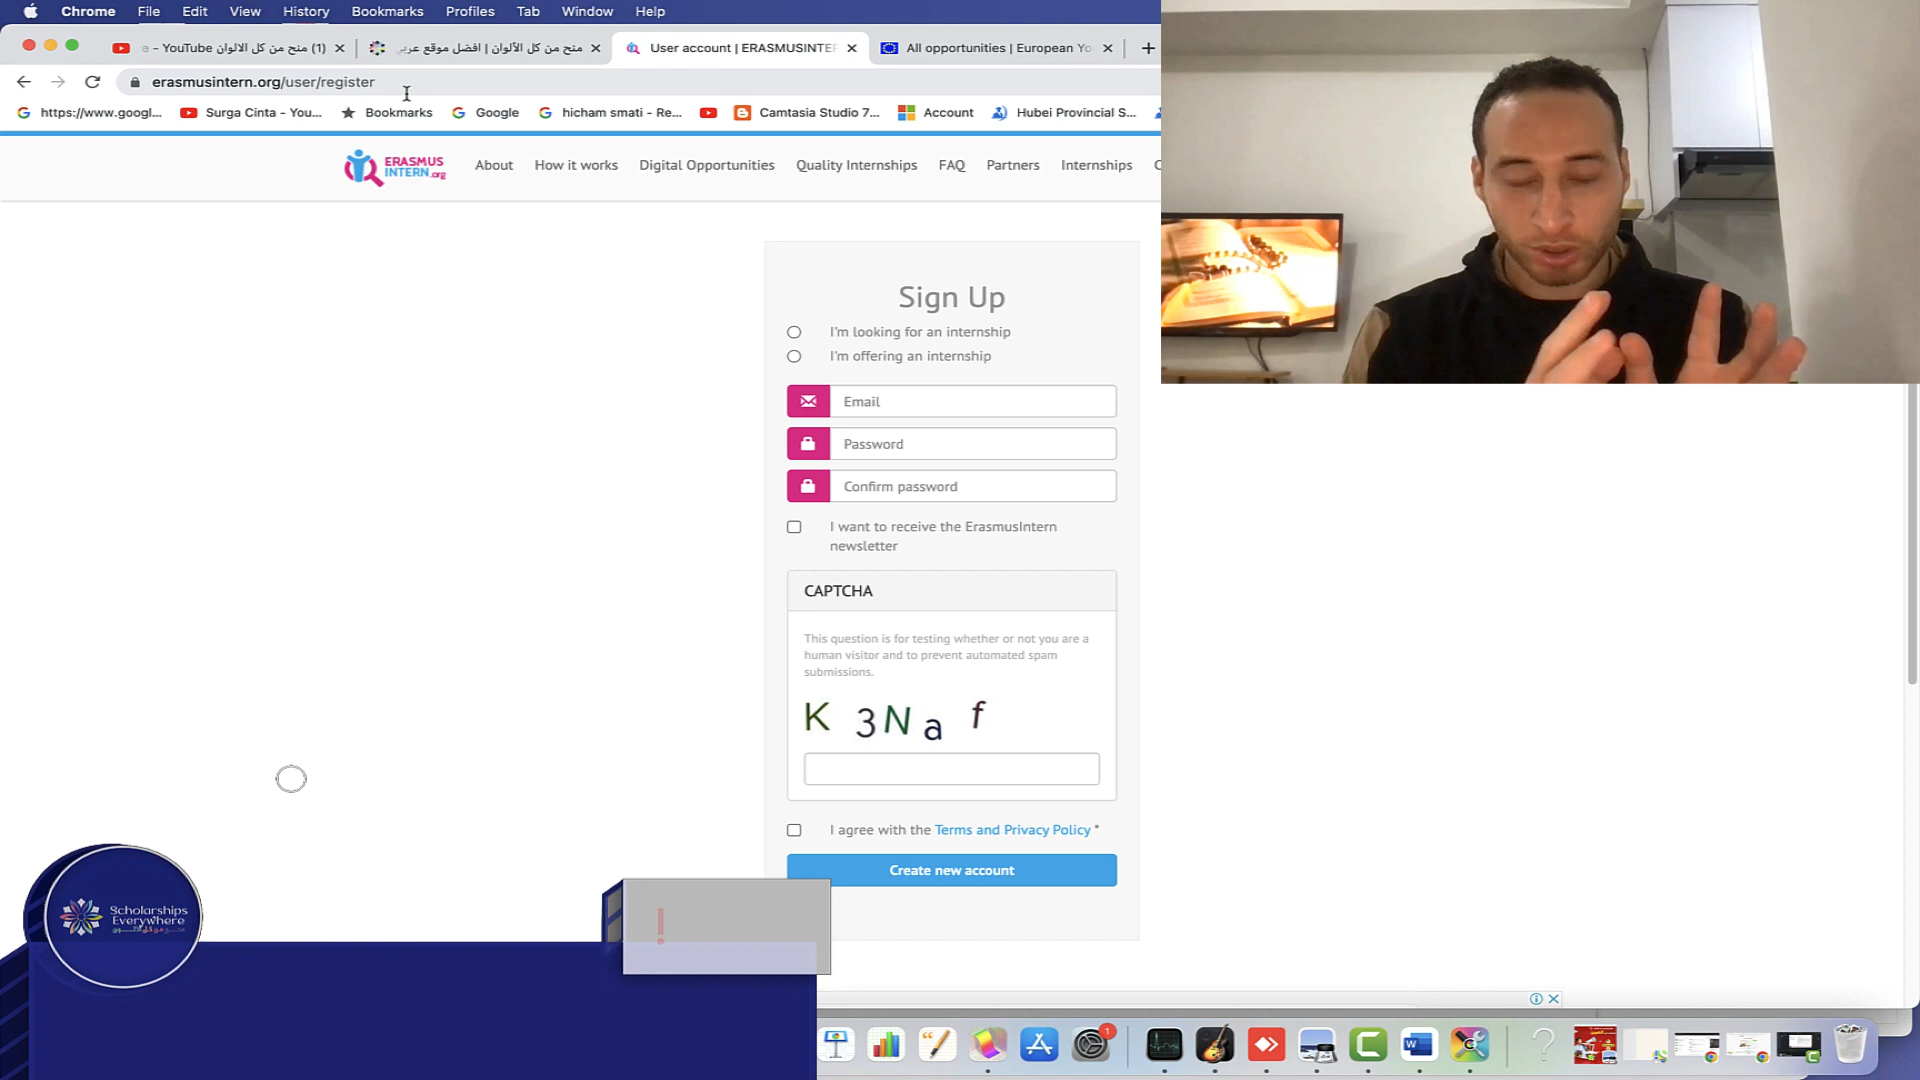 Chrome File Edit View History Bookmarks Profiles Tab Window Help
(1) منح من كل الالوان - YouTube
منح من كل الألوان | افضل موقع عربي
User account | ERASMUSINTER
All opportunities | European Yo
erasmusintern.org/user/register
https://www.googl...
Surga Cinta - You...
Bookmarks
Google
hicham smati - Re...
Camtasia Studio 7...
Account
Hubei Provincial S...
ERASMUS
INTERN.org
About
How it works
Digital Opportunities
Quality Internships
FAQ
Partners
Internships
C
Sign Up
I'm looking for an internship
I'm offering an internship
Email
Password
Confirm password
I want to receive the ErasmusIntern
newsletter
CAPTCHA
This question is for testing whether or not you are a
human visitor and to prevent automated spam
submissions.
K 3 N a f
I agree with the Terms and Privacy Policy *
Create new account
!
Scholarships
Everywhere
منح من كل الألوان
1
W